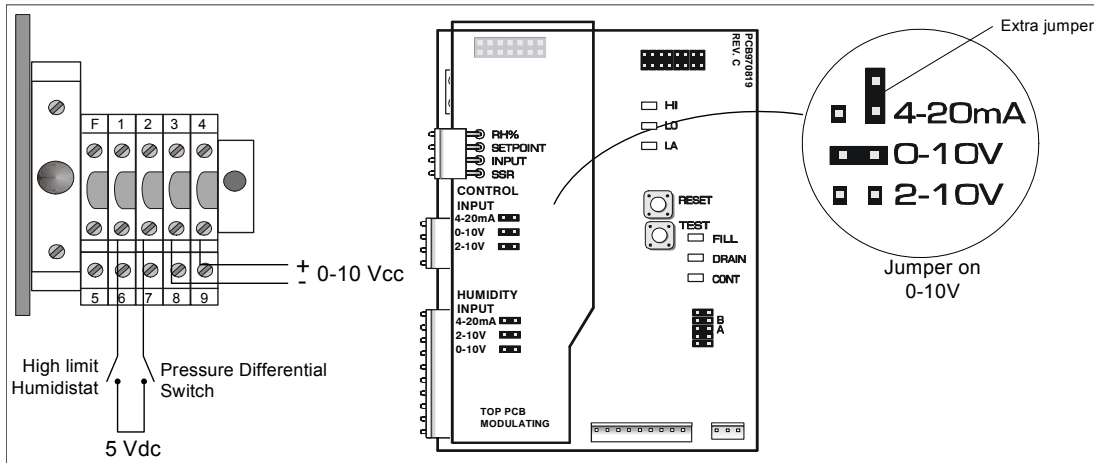 F 1 2 3 4
5 6 7 8 9
+
-
0-10 Vcc
High limit
Humidistat
Pressure Differential
Switch
5 Vdc
PCB970819
REV. C
HI
LO
LA
RH%
SETPOINT
INPUT
SSR
CONTROL
INPUT
4-20mA
0-10V
2-10V
RESET
TEST
FILL
DRAIN
CONT
HUMIDITY
INPUT
4-20mA
2-10V
0-10V
B
A
TOP PCB
MODULATING
Extra jumper
4-20mA
0-10V
2-10V
Jumper on
0-10V